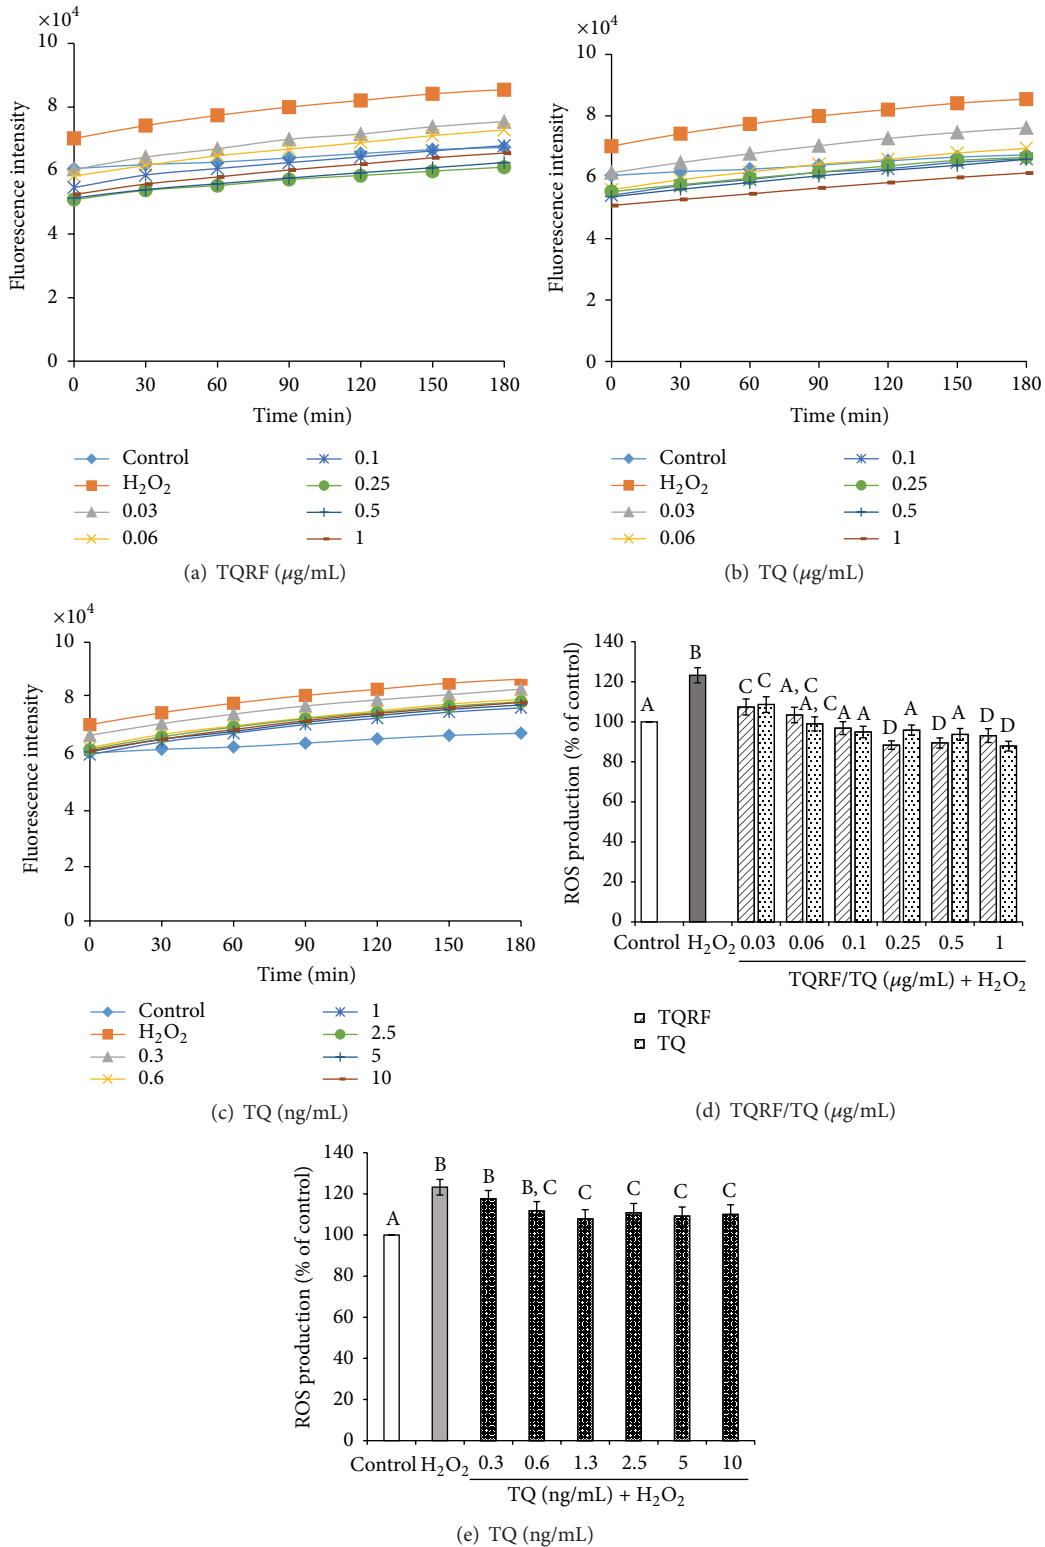 ×10⁴
10
8
6
4
2
0
Fluorescence intensity
0 30 60 90 120 150 180
Time (min)
Control
H₂O₂
0.03
0.06
0.1
0.25
0.5
1
(a) TQRF (μg/mL)
×10⁴
10
8
6
4
2
0
Fluorescence intensity
0 30 60 90 120 150 180
Time (min)
Control
H₂O₂
0.03
0.06
0.1
0.25
0.5
1
(b) TQ (μg/mL)
×10⁴
10
8
6
4
2
0
Fluorescence intensity
0 30 60 90 120 150 180
Time (min)
Control
H₂O₂
0.3
0.6
1
2.5
5
10
(c) TQ (ng/mL)
140
120
100
80
60
40
20
0
ROS production (% of control)
A B C C A, C A, C A A D A D A D D
Control H₂O₂ 0.03 0.06 0.1 0.25 0.5 1
TQRF/TQ (μg/mL) + H₂O₂
TQRF
TQ
(d) TQRF/TQ (μg/mL)
140
120
100
80
60
40
20
0
ROS production (% of control)
A B B B, C C C C C
Control H₂O₂ 0.3 0.6 1.3 2.5 5 10
TQ (ng/mL) + H₂O₂
(e) TQ (ng/mL)